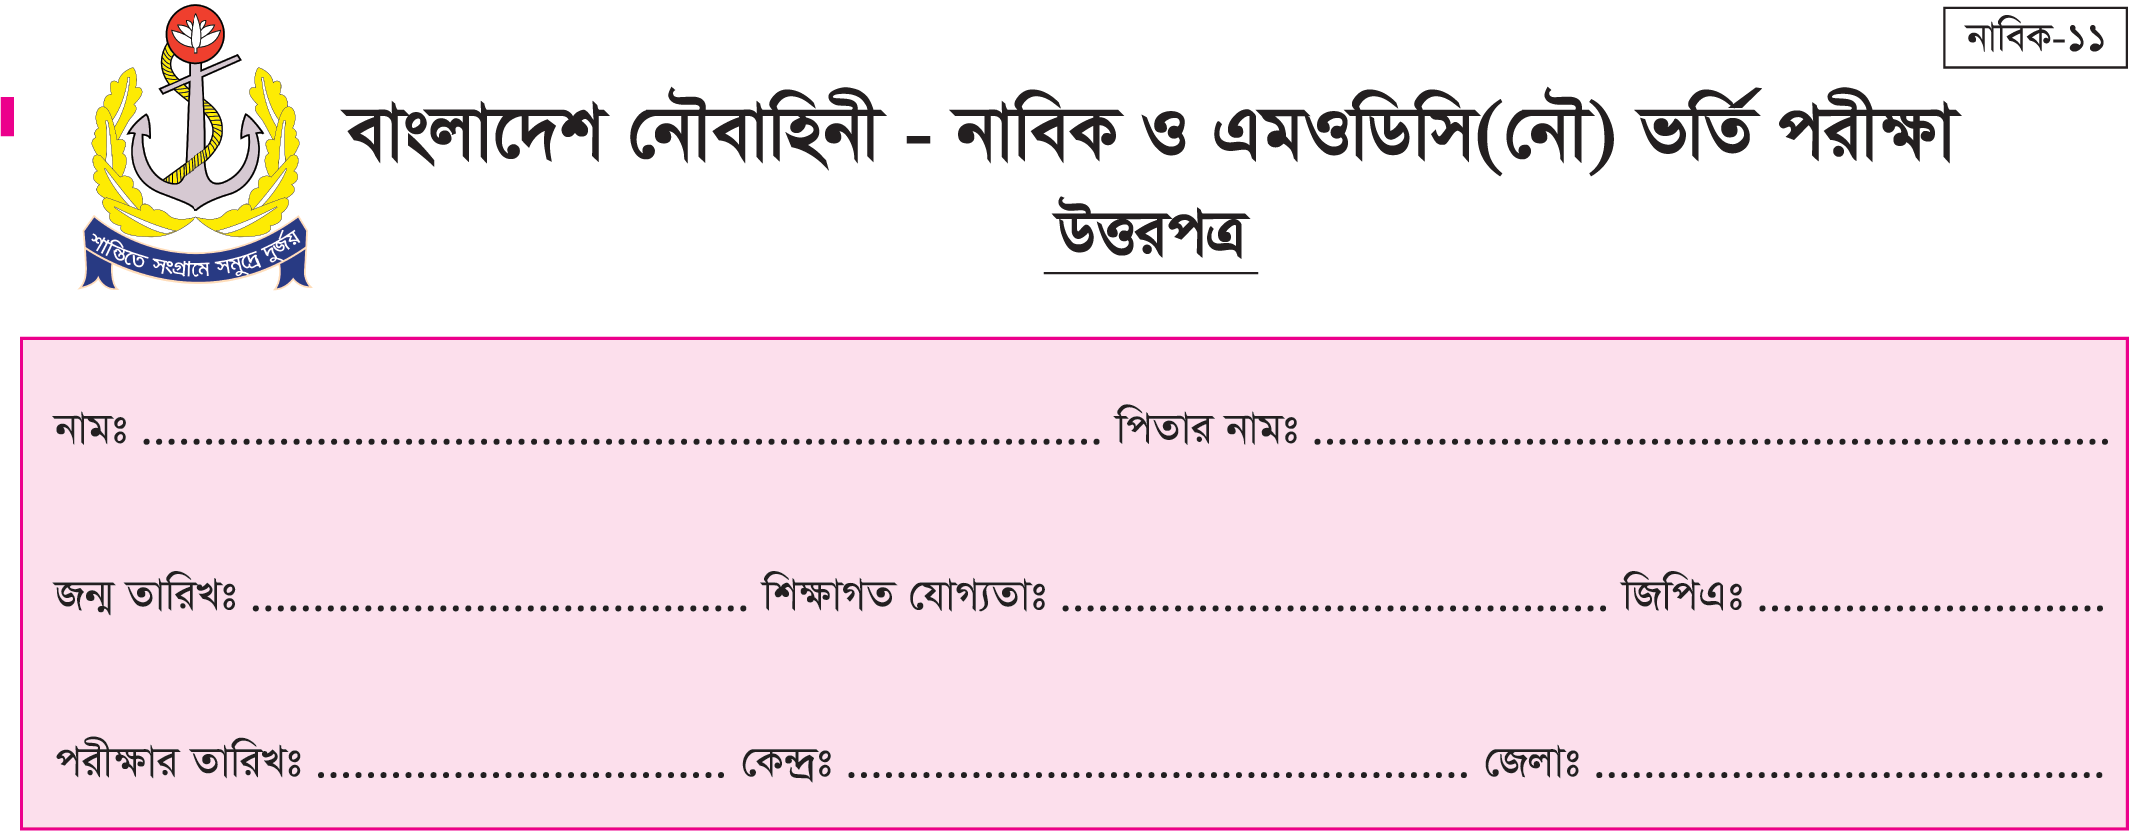 নাবিক-১১
বাংলাদেশ নৌবাহিনী - নাবিক ও এমওডিসি(নৌ) ভর্তি পরীক্ষা
উত্তরপত্র
শান্তিতে সংগ্রামে সমুদ্রে দুর্জয়
নামঃ ........................................................................ পিতার নামঃ ............................................................
জন্ম তারিখঃ ...................................... শিক্ষাগত যোগ্যতাঃ .......................................... জিপিএঃ ..........................
পরীক্ষার তারিখঃ ............................... কেন্দ্রঃ ................................................ জেলাঃ .......................................